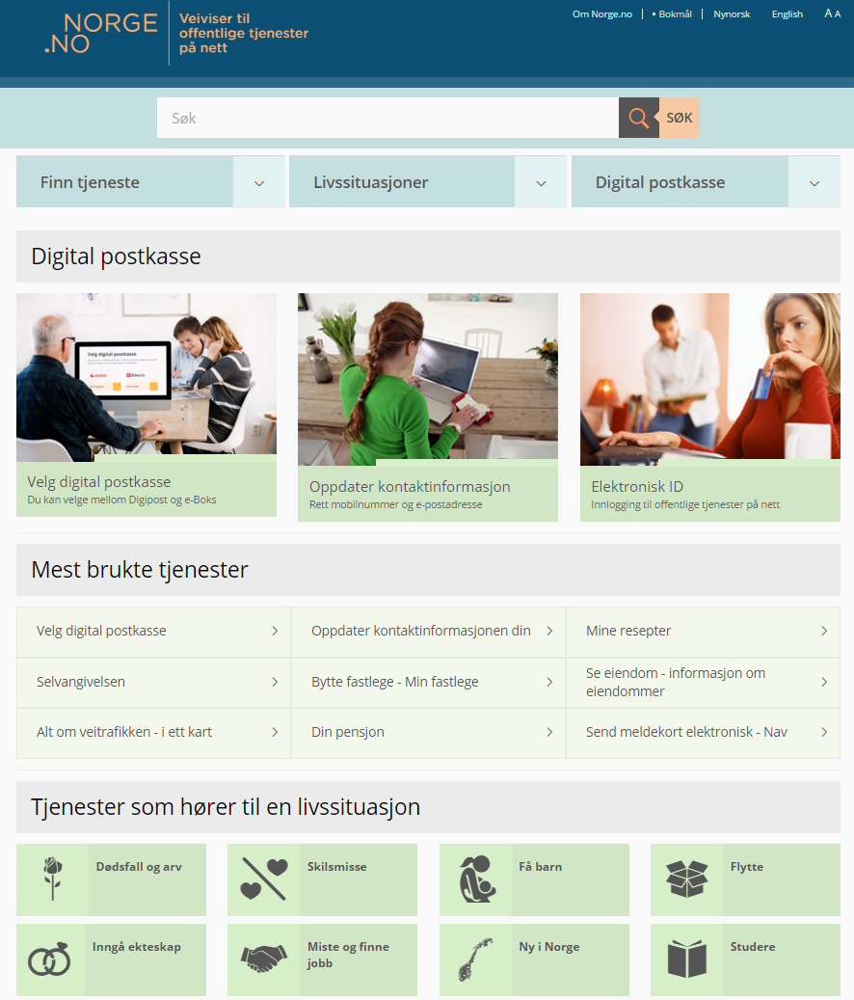 NORGE
.NO
Veiviser til
offentlige tjenester
på nett
Om Norge.no
Bokmål
Nynorsk
English
A A
Søk
SØK
Finn tjeneste
Livssituasjoner
Digital postkasse
Digital postkasse
Velg digital postkasse
Velg digital postkasse
Du kan velge mellom Digipost og e-Boks
Oppdater kontaktinformasjon
Rett mobilnummer og e-postadresse
Elektronisk ID
Innlogging til offentlige tjenester på nett
Mest brukte tjenester
Velg digital postkasse
Oppdater kontaktinformasjonen din
Mine resepter
Selvangivelsen
Bytte fastlege - Min fastlege
Se eiendom - informasjon om
eiendommer
Alt om veitrafikken - i ett kart
Din pensjon
Send meldekort elektronisk - Nav
Tjenester som hører til en livssituasjon
Dødsfall og arv
Skilsmisse
Få barn
Flytte
Inngå ekteskap
Miste og finne
jobb
Ny i Norge
Studere